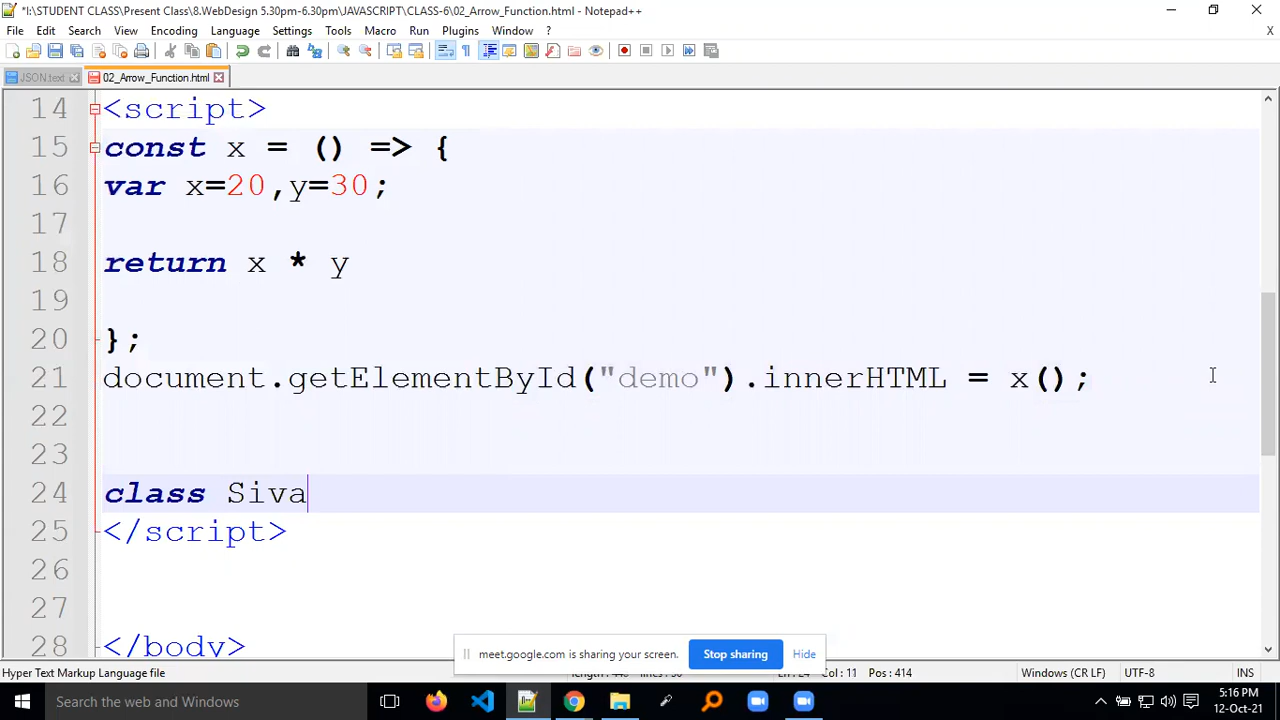 *I:\STUDENT CLASS\Present Class\8.WebDesign 5.30pm-6.30pm\JAVASCRIPT\CLASS-6\02_Arrow_Function.html - Notepad++
File Edit Search View Encoding Language Settings Tools Macro Run Plugins Window ? X
JSON.text 02_Arrow_Function.html
14 <script>
15 const x = () => {
16 var x=20,y=30;
17
18 return x * y
19
20 };
21 document.getElementById("demo").innerHTML = x();
22
23
24 class Siva
25 </script>
26
27
28 </body>
meet.google.com is sharing your screen. Stop sharing Hide
Hyper Text Markup Language file Col : 11 Pos : 414 Windows (CR LF) UTF-8 INS
Search the web and Windows 5:16 PM
12-Oct-21